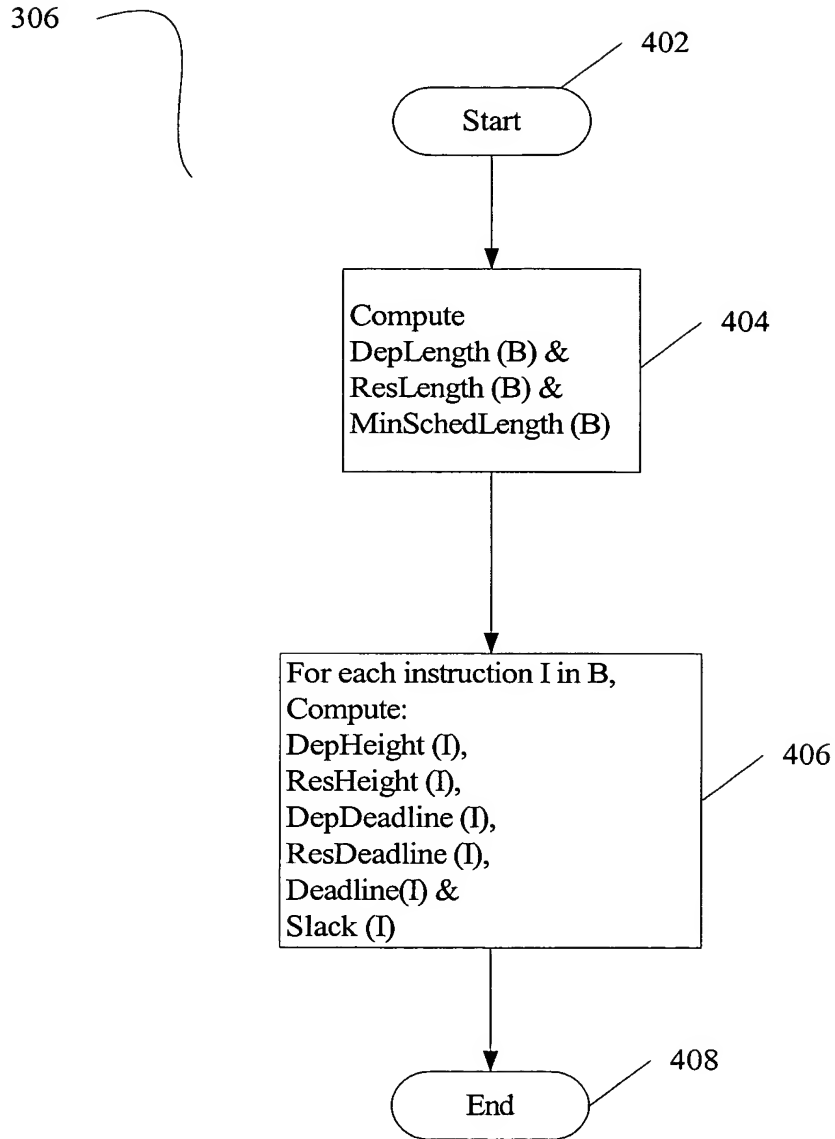 306
402
Start
404
Compute
DepLength (B) &
ResLength (B) &
MinSchedLength (B)
For each instruction I in B,
Compute:
DepHeight (I),
ResHeight (I),
DepDeadline (I),
ResDeadline (I),
Deadline(I) &
Slack (I)
406
408
End